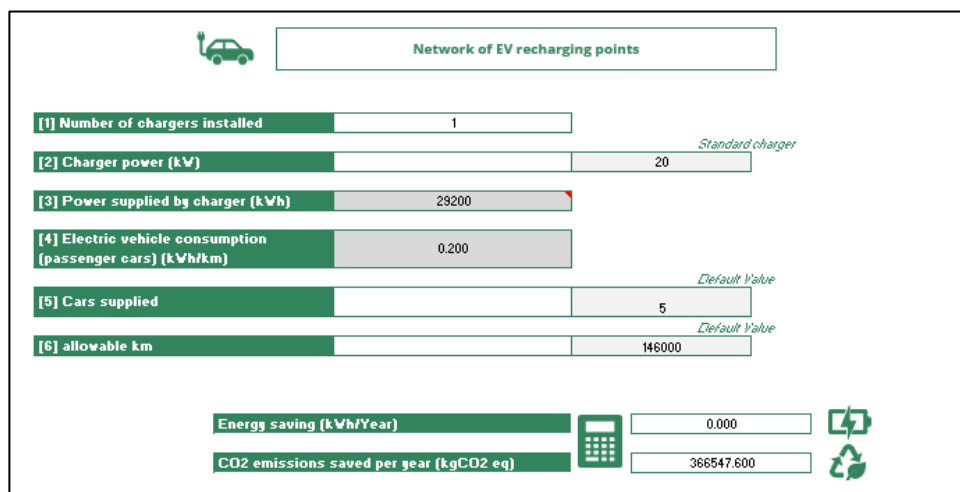 Network of EV recharging points
[1] Number of chargers installed 1
Standard charger
[2] Charger power (kW) 20
[3] Power supplied by charger (kWh) 29200
[4] Electric vehicle consumption
(passenger cars) (kWh/km) 0.200
Default Value
[5] Cars supplied 5
Default Value
[6] allowable km 146000
Energy saving (kWh/Year) 0.000
CO2 emissions saved per year (kgCO2 eq) 366547.600